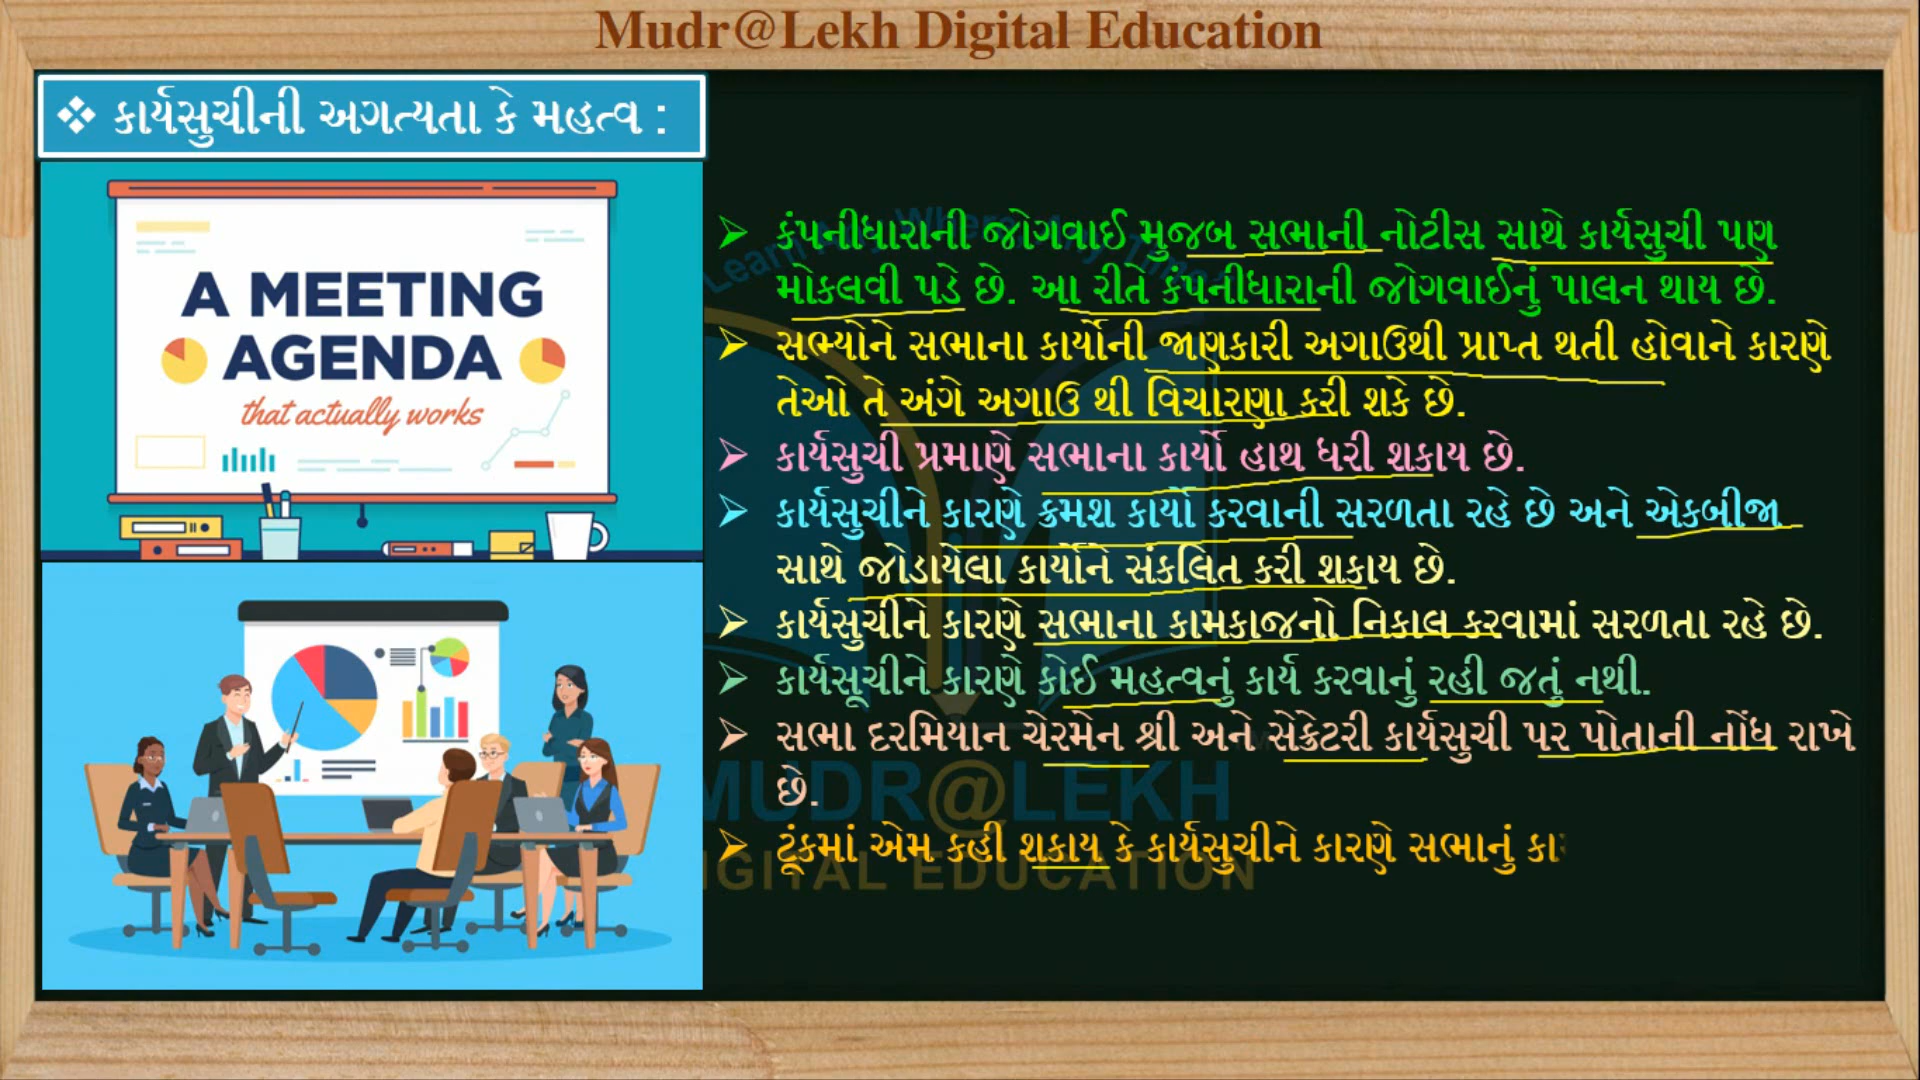 Mudr@Lekh Digital Education
❖ કાર્યસુચીની અગત્યતા કે મહત્વ :
A MEETING
AGENDA
that actually works
➢ કંપનીધારાની જોગવાઈ મુજબ સભાની નોટીસ સાથે કાર્યસુચી પણ
મોકલવી પડે છે. આ રીતે કંપનીધારાની જોગવાઈનું પાલન થાય છે.
➢ સભ્યોને સભાના કાર્યોની જાણકારી અગાઉથી પ્રાપ્ત થતી હોવાને કારણે
તેઓ તે અંગે અગાઉ થી વિચારણા કરી શકે છે.
➢ કાર્યસુચી પ્રમાણે સભાના કાર્યો હાથ ધરી શકાય છે.
➢ કાર્યસુચીને કારણે ક્રમશ કાર્યો કરવાની સરળતા રહે છે અને એકબીજા
સાથે જોડાયેલા કાર્યોને સંકલિત કરી શકાય છે.
➢ કાર્યસુચીને કારણે સભાના કામકાજનો નિકાલ કરવામાં સરળતા રહે છે.
➢ કાર્યસૂચીને કારણે કોઈ મહત્વનું કાર્ય કરવાનું રહી જતું નથી.
➢ સભા દરમિયાન ચેરમેન શ્રી અને સેક્રેટરી કાર્યસુચી પર પોતાની નોંધ રાખે
છે.
➢ ટૂંકમાં એમ કહી શકાય કે કાર્યસુચીને કારણે સભાનું
MUDR@LEKH
DIGITAL EDUCATION